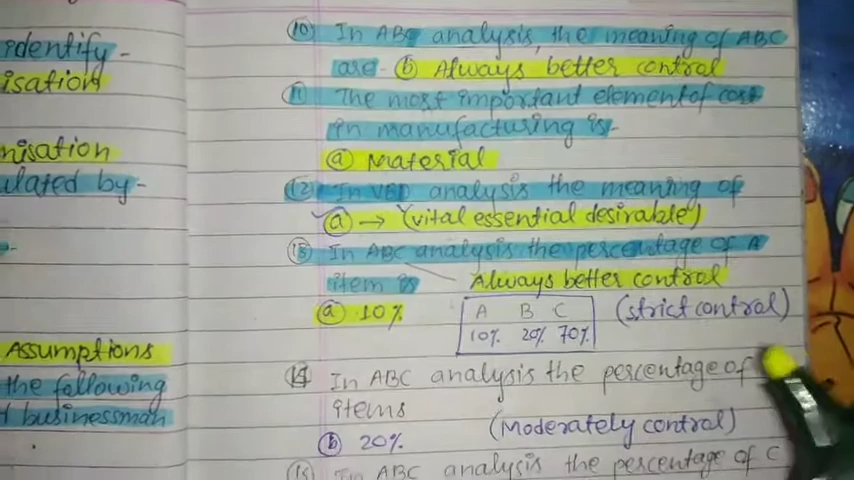 identify -
isation
nisation
ulated by-
Assumptions
the following
businessman
(10) In ABC analysis, the meaning of ABC
are- (b) Always better control
(11) The most important element of cost
in manufacturing is-
(a) Material
(12) In VBD analysis the meaning of
(a) → (vital essential desirable)
(13) In ABC analysis the percentage of A
item is Always better control
(a) 10% A B C (strict control)
10% 20% 70%
(14) In ABC analysis the percentage of
items
(b) 20% (Moderately control)
(15) In ABC analysis the percentage of C